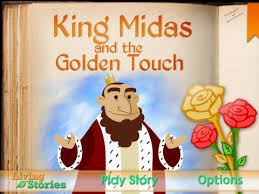 King Midas
and the
Golden Touch
Living
Stories
Play Story
Options